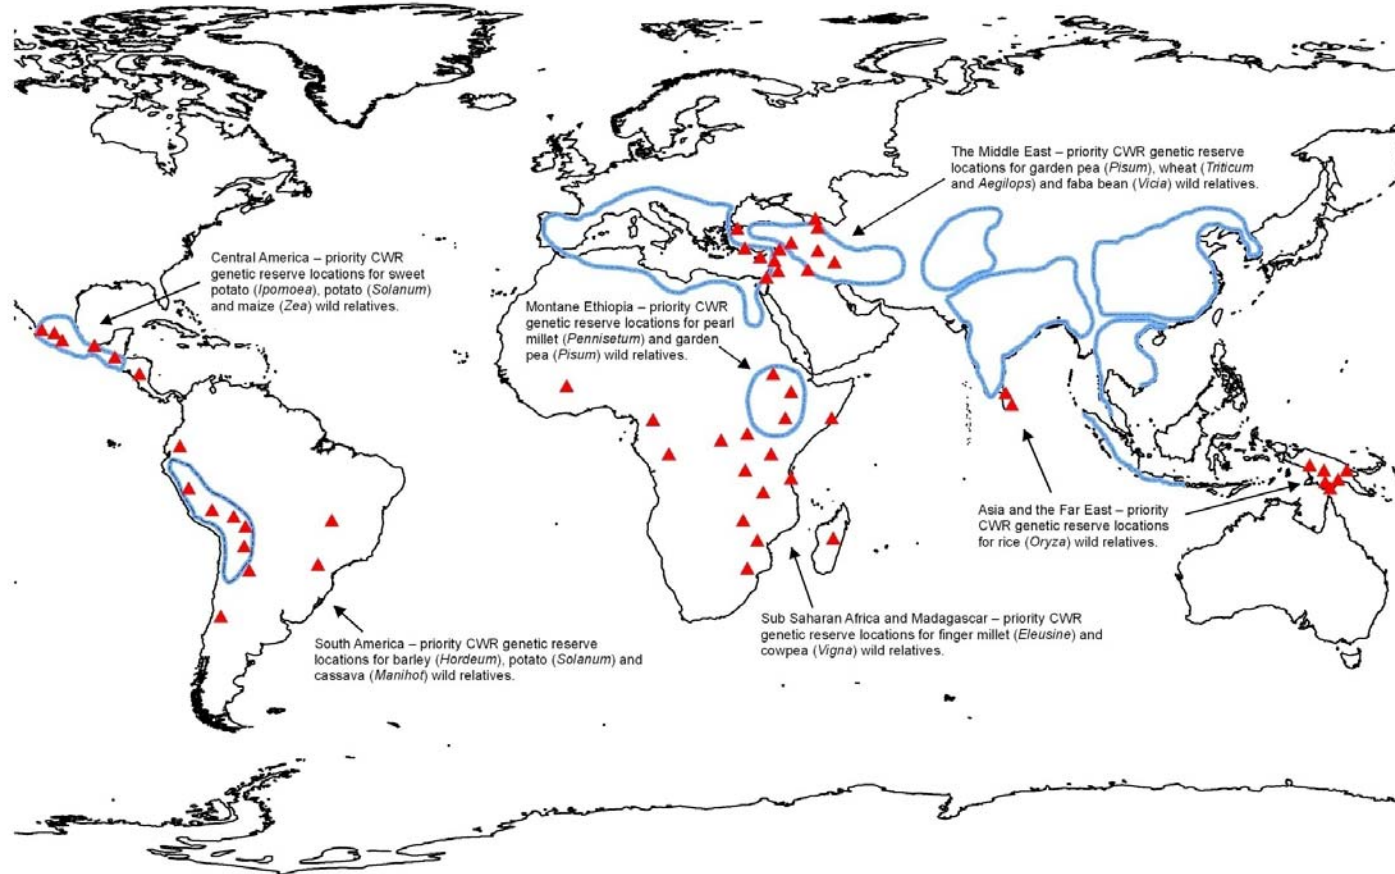 The Middle East – priority CWR genetic reserve
locations for garden pea (Pisum), wheat (Triticum
and Aegilops) and faba bean (Vicia) wild relatives.
Central America – priority CWR
genetic reserve locations for sweet
potato (Ipomoea), potato (Solanum)
and maize (Zea) wild relatives.
Montane Ethiopia – priority CWR
genetic reserve locations for pearl
millet (Pennisetum) and garden
pea (Pisum) wild relatives.
Asia and the Far East – priority
CWR genetic reserve locations
for rice (Oryza) wild relatives.
Sub Saharan Africa and Madagascar – priority CWR
genetic reserve locations for finger millet (Eleusine) and
cowpea (Vigna) wild relatives.
South America – priority CWR genetic reserve
locations for barley (Hordeum), potato (Solanum) and
cassava (Manihot) wild relatives.